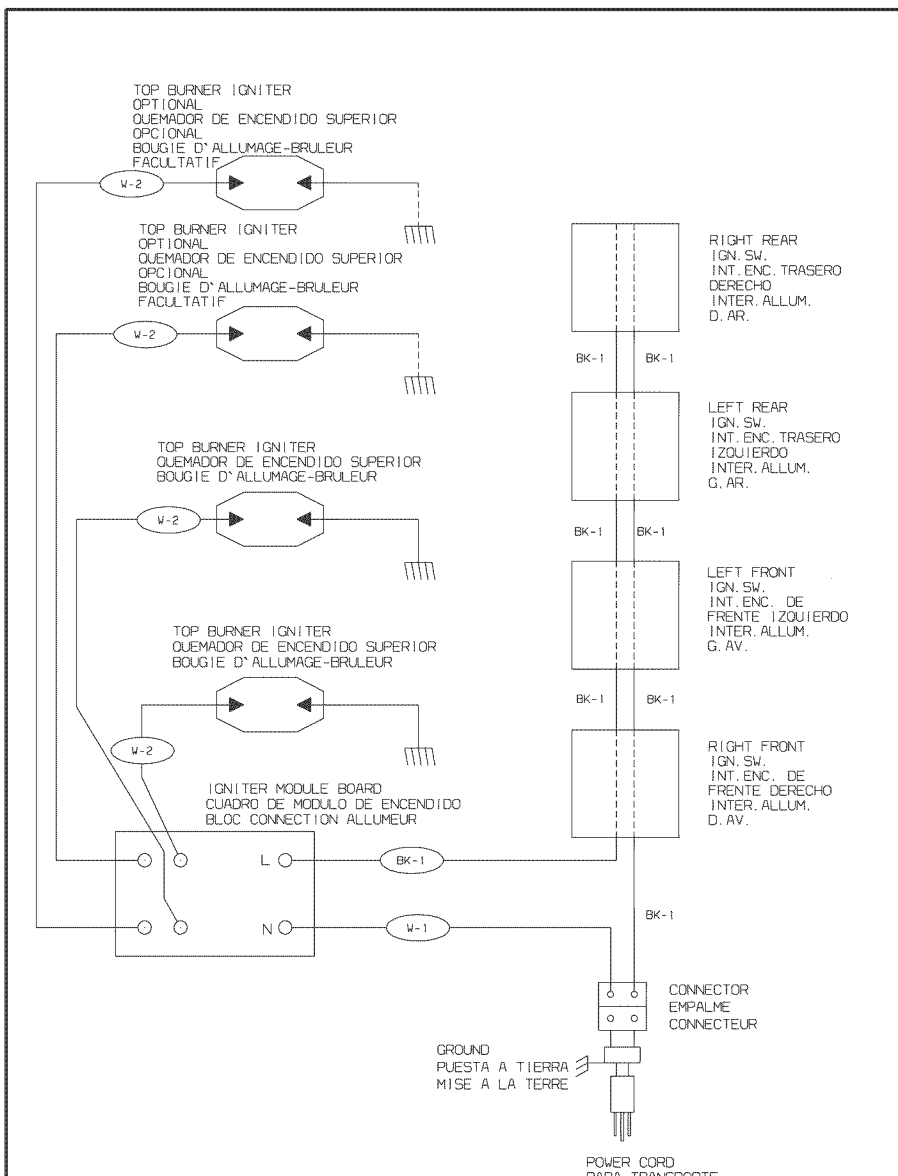 TOP BURNER IGNITER
OPTIONAL
QUEMADOR DE ENCENDIDO SUPERIOR
OPCIONAL
BOUGIE D`ALLUMAGE-BRULEUR
FACULTATIF
W-2
TOP BURNER IGNITER
OPTIONAL
QUEMADOR DE ENCENDIDO SUPERIOR
OPCIONAL
BOUGIE D`ALLUMAGE-BRULEUR
FACULTATIF
W-2
RIGHT REAR
IGN.SW.
INT.ENC.TRASERO
DERECHO
INTER.ALLUM.
D.AR.
BK-1 BK-1
LEFT REAR
IGN.SW.
INT.ENC.TRASERO
IZQUIERDO
INTER.ALLUM.
G.AR.
TOP BURNER IGNITER
QUEMADOR DE ENCENDIDO SUPERIOR
BOUGIE D`ALLUMAGE-BRULEUR
W-2
BK-1 BK-1
LEFT FRONT
IGN.SW.
INT.ENC. DE
FRENTE IZQUIERDO
INTER.ALLUM.
G.AV.
TOP BURNER IGNITER
QUEMADOR DE ENCENDIDO SUPERIOR
BOUGIE D`ALLUMAGE-BRULEUR
W-2
BK-1 BK-1
RIGHT FRONT
IGN.SW.
INT.ENC. DE
FRENTE DERECHO
INTER.ALLUM.
D.AV.
IGNITER MODULE BOARD
CUADRO DE MODULO DE ENCENDIDO
BLOC CONNECTION ALLUMEUR
L
BK-1
N
W-1
BK-1
CONNECTOR
EMPALME
CONNECTEUR
GROUND
PUESTA A TIERRA
MISE A LA TERRE
POWER CORD
PARA TRANSPORTE